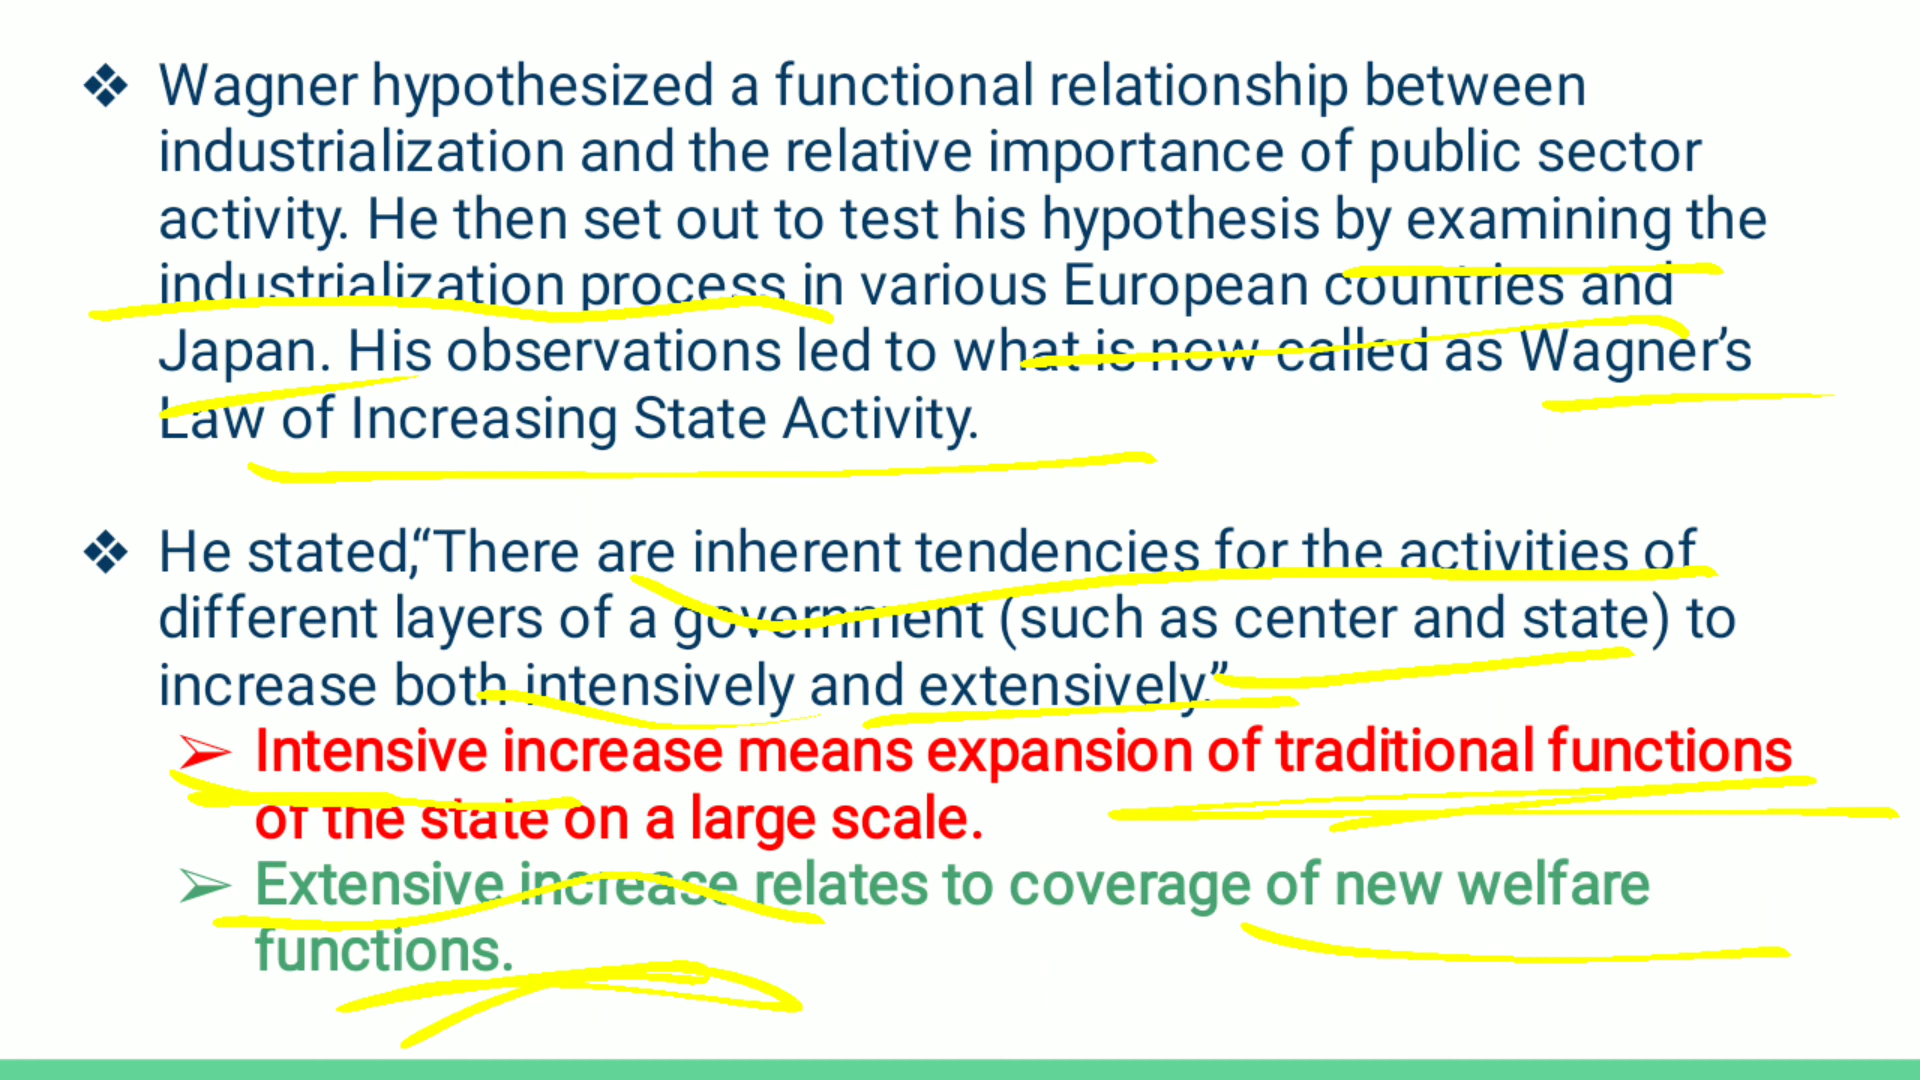 ❖ Wagner hypothesized a functional relationship between
industrialization and the relative importance of public sector
activity. He then set out to test his hypothesis by examining the
industrialization process in various European countries and
Japan. His observations led to what is now called as Wagner’s
Law of Increasing State Activity.
❖ He stated,“There are inherent tendencies for the activities of
different layers of a government (such as center and state) to
increase both intensively and extensively.”
➢ Intensive increase means expansion of traditional functions
of the state on a large scale.
➢ Extensive increase relates to coverage of new welfare
functions.